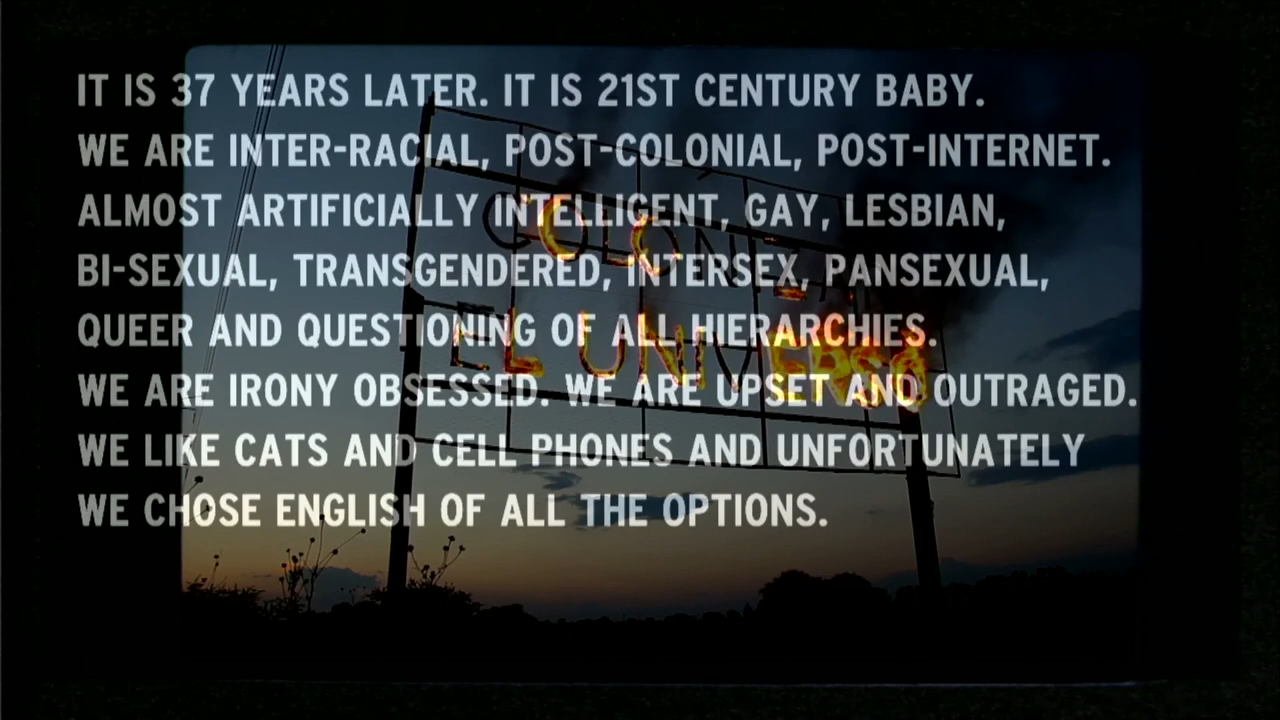 IT IS 37 YEARS LATER. IT IS 21ST CENTURY BABY.
WE ARE INTER-RACIAL, POST-COLONIAL, POST-INTERNET.
ALMOST ARTIFICIALLY INTELLIGENT, GAY, LESBIAN,
BI-SEXUAL, TRANSGENDERED, INTERSEX, PANSEXUAL,
QUEER AND QUESTIONING OF ALL HIERARCHIES.
WE ARE IRONY OBSESSED. WE ARE UPSET AND OUTRAGED.
WE LIKE CATS AND CELL PHONES AND UNFORTUNATELY
WE CHOSE ENGLISH OF ALL THE OPTIONS.
EL UNIVERSO